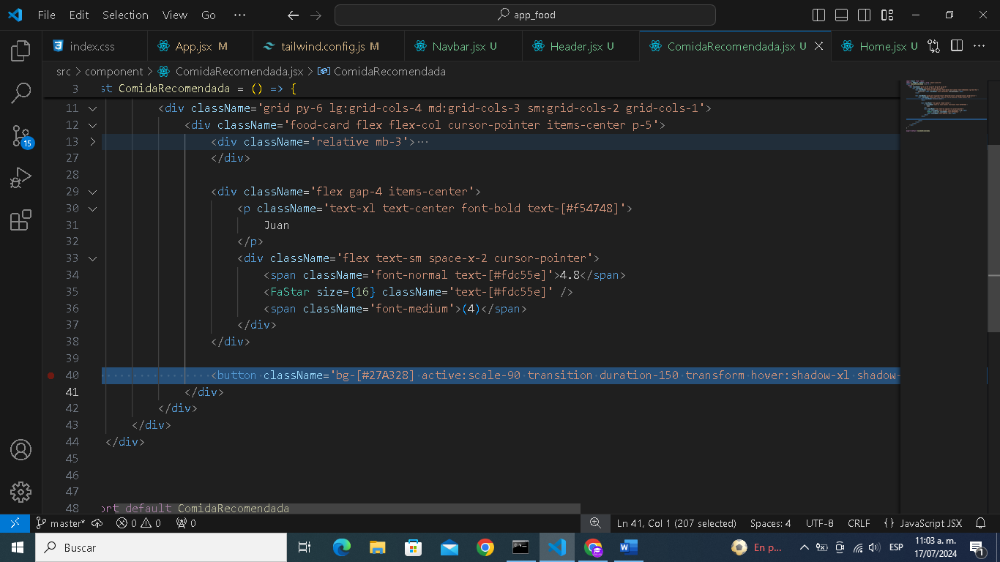 File Edit Selection View Go ··· app_food
index.css App.jsx M tailwind.config.js M Navbar.jsx U Header.jsx U ComidaRecomendada.jsx U Home.jsx U
src > component > ComidaRecomendada.jsx > ComidaRecomendada
3 st ComidaRecomendada = () => {
11 <div className='grid py-6 lg:grid-cols-4 md:grid-cols-3 sm:grid-cols-2 grid-cols-1'>
12 <div className='food-card flex flex-col cursor-pointer items-center p-5'>
13 <div className='relative mb-3'>···
27 </div>
28
29 <div className='flex gap-4 items-center'>
30 <p className='text-xl text-center font-bold text-[#f54748]'>
31 Juan
32 </p>
33 <div className='flex text-sm space-x-2 cursor-pointer'>
34 <span className='font-normal text-[#fdc55e]'>4.8</span>
35 <FaStar size={16} className='text-[#fdc55e]' />
36 <span className='font-medium'>(4)</span>
37 </div>
38 </div>
39
40 <button className='bg-[#27A328] active:scale-90 transition duration-150 transform hover:shadow-xl shadow-
41 </div>
42 </div>
43 </div>
44 </div>
45
46
47
48 ort default ComidaRecomendada
15
master* 0 0 0 Ln 41, Col 1 (207 selected) Spaces: 4 UTF-8 CRLF {} JavaScript JSX
Buscar En p... ESP 11:03 a. m.
17/07/2024 1